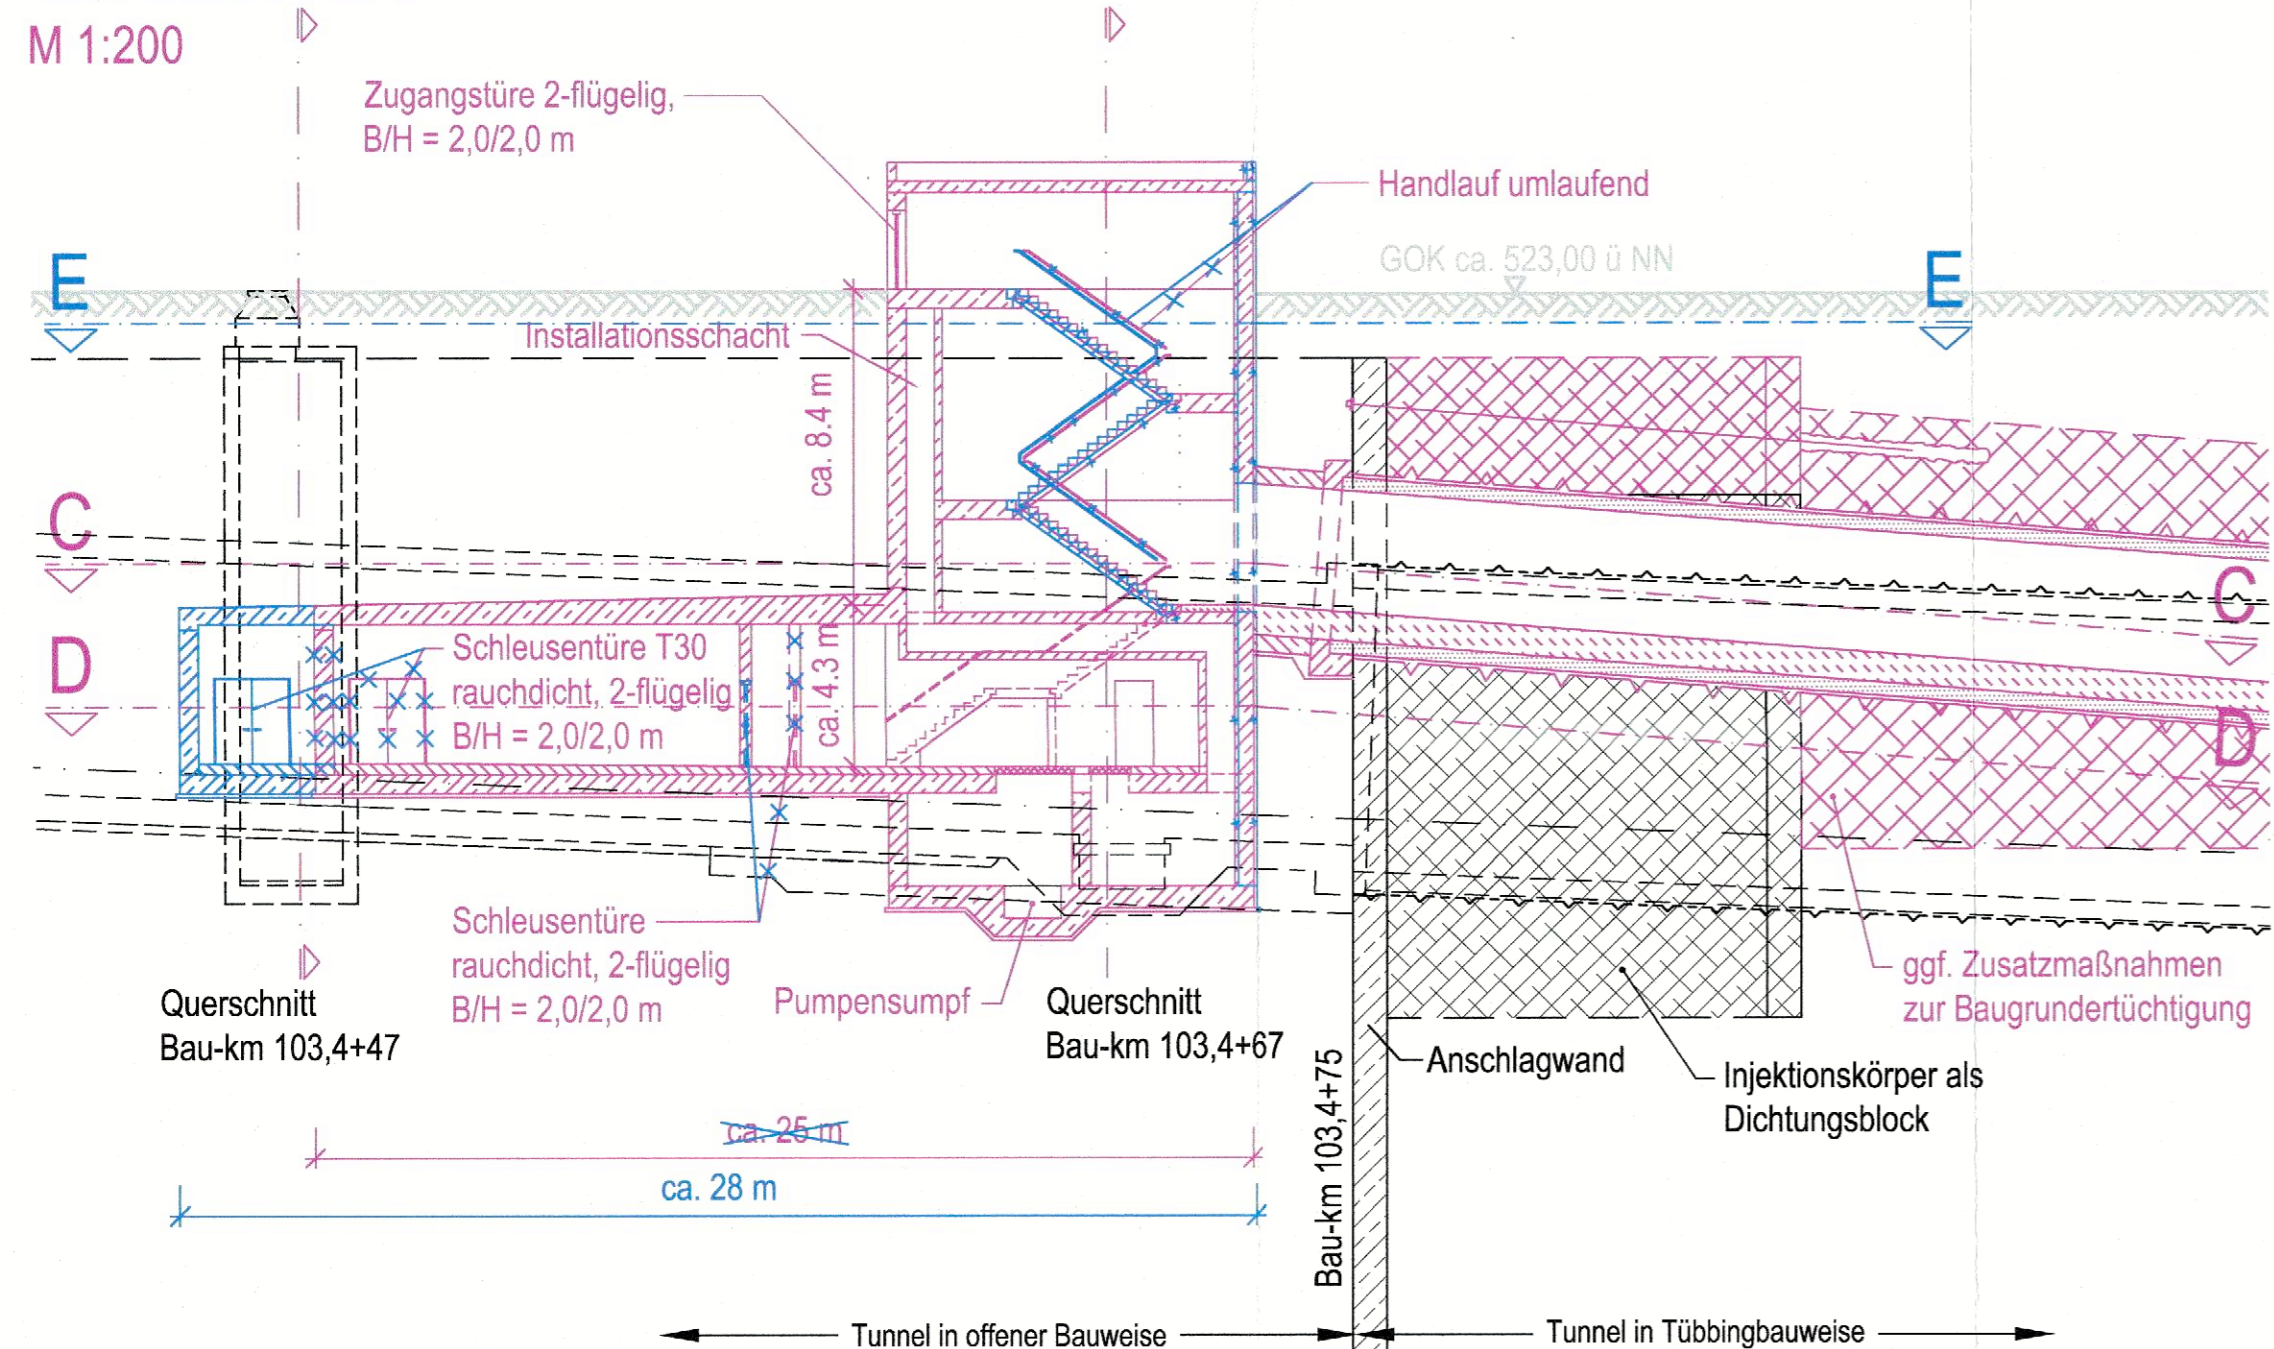 M 1:200
Zugangstüre 2-flügelig,
B/H = 2,0/2,0 m
Handlauf umlaufend
GOK ca. 523,00 ü NN
E
E
Installationsschacht
ca. 8.4 m
C
C
D
D
Schleusentüre T30
rauchdicht, 2-flügelig
B/H = 2,0/2,0 m
ca. 4.3 m
Schleusentüre
rauchdicht, 2-flügelig
B/H = 2,0/2,0 m
Pumpensumpf
Querschnitt
Bau-km 103,4+47
Querschnitt
Bau-km 103,4+67
ggf. Zusatzmaßnahmen
zur Baugrundertüchtigung
Anschlagwand
Injektionskörper als
Dichtungsblock
Bau-km 103,4+75
ca. 25 m
ca. 28 m
Tunnel in offener Bauweise
Tunnel in Tübbingbauweise